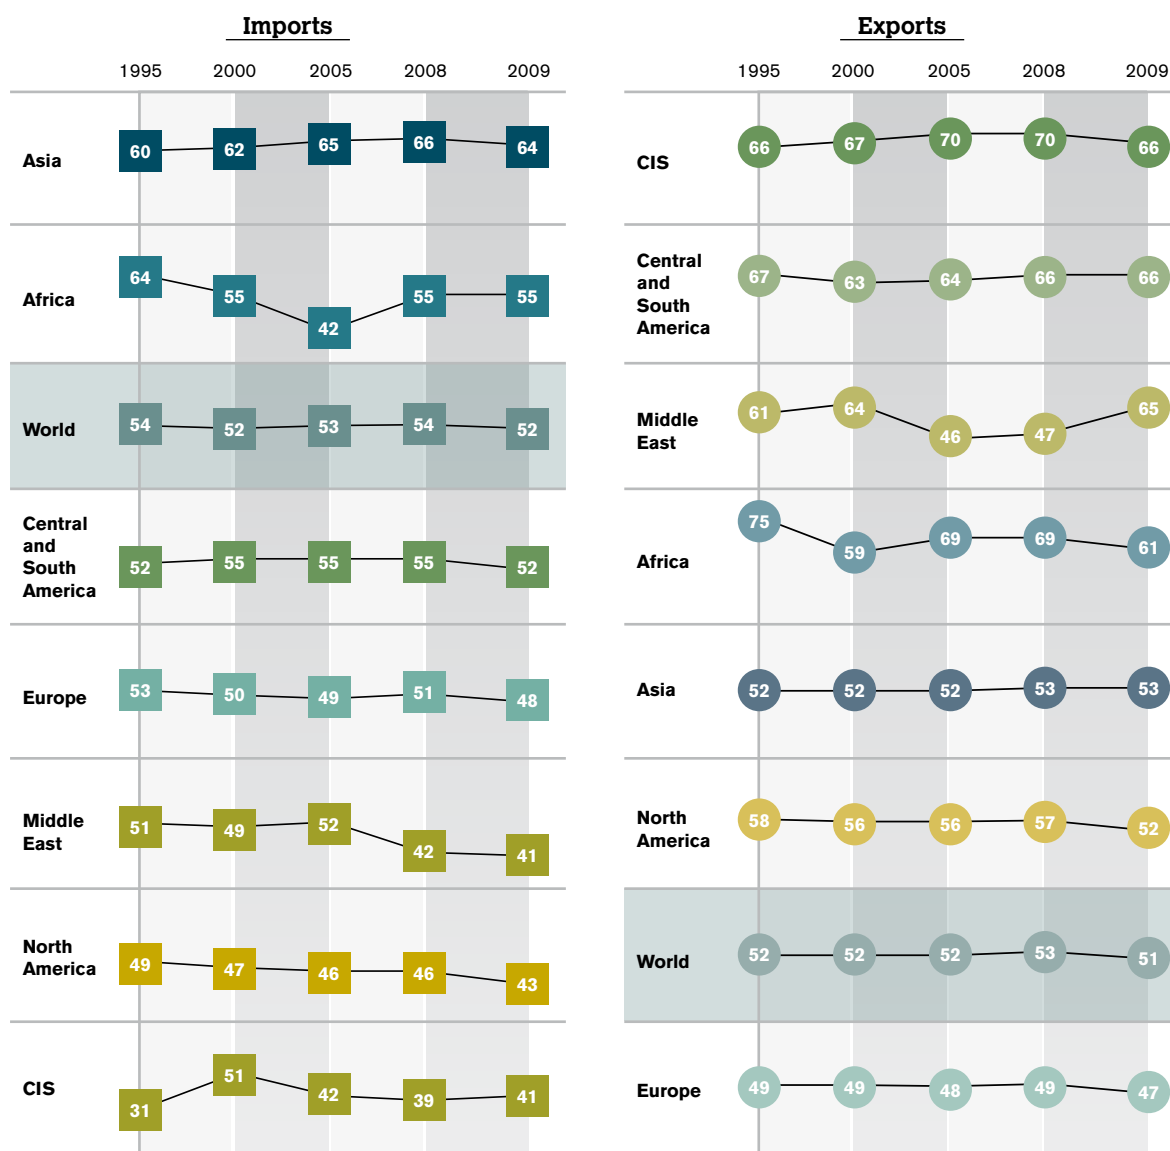 Imports
1995 2000 2005 2008 2009
Asia
60 62 65 66 64
Africa
64 55 42 55 55
World
54 52 53 54 52
Central
and
South
America
52 55 55 55 52
Europe
53 50 49 51 48
Middle
East
51 49 52 42 41
North
America
49 47 46 46 43
CIS
31 51 42 39 41
Exports
1995 2000 2005 2008 2009
CIS
66 67 70 70 66
Central
and
South
America
67 63 64 66 66
Middle
East
61 64 46 47 65
Africa
75 59 69 69 61
Asia
52 52 52 53 53
North
America
58 56 56 57 52
World
52 52 52 53 51
Europe
49 49 48 49 47